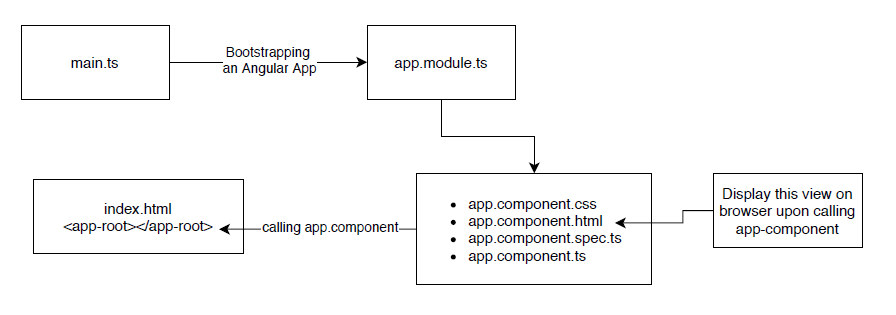 main.ts
Bootstrapping
an Angular App
app.module.ts
index.html
<app-root></app-root>
calling app.component
• app.component.css
• app.component.html
• app.component.spec.ts
• app.component.ts
Display this view on
browser upon calling
app-component